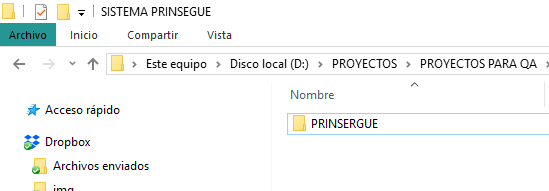 SISTEMA PRINSEGUE
Archivo Inicio Compartir Vista
Este equipo > Disco local (D:) > PROYECTOS > PROYECTOS PARA QA
Nombre
Acceso rápido
PRINSERGUE
Dropbox
Archivos enviados
img